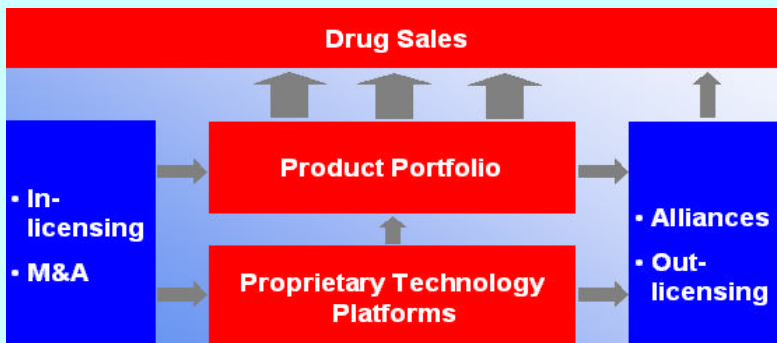 Drug Sales
Product Portfolio
• In-
licensing
• M&A
Proprietary Technology
Platforms
• Alliances
• Out-
licensing